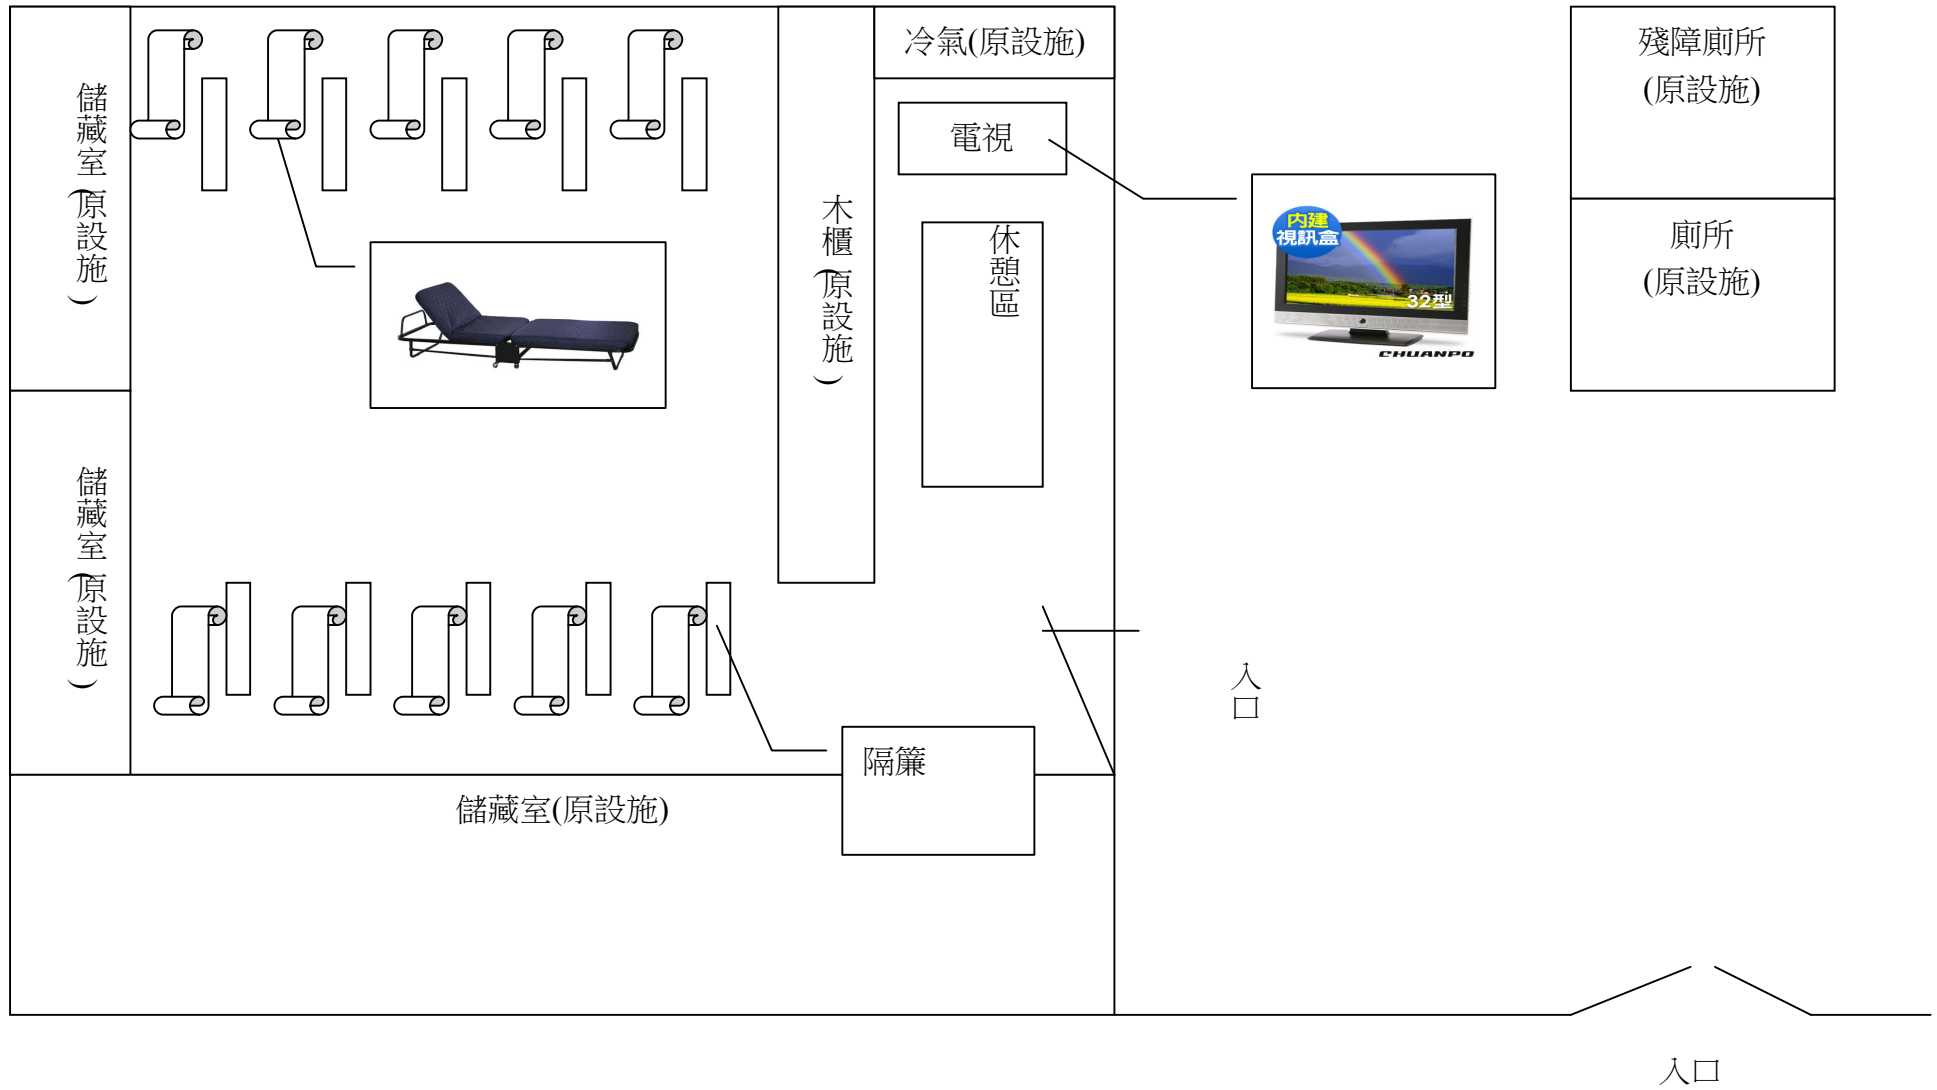 儲藏室(原設施)
冷氣(原設施)
殘障廁所
(原設施)
電視
木櫃(原設施)
休憩區
内建
視訊盒
32型
CHUANPO
廁所
(原設施)
儲藏室(原設施)
入口
隔簾
儲藏室(原設施)
入口